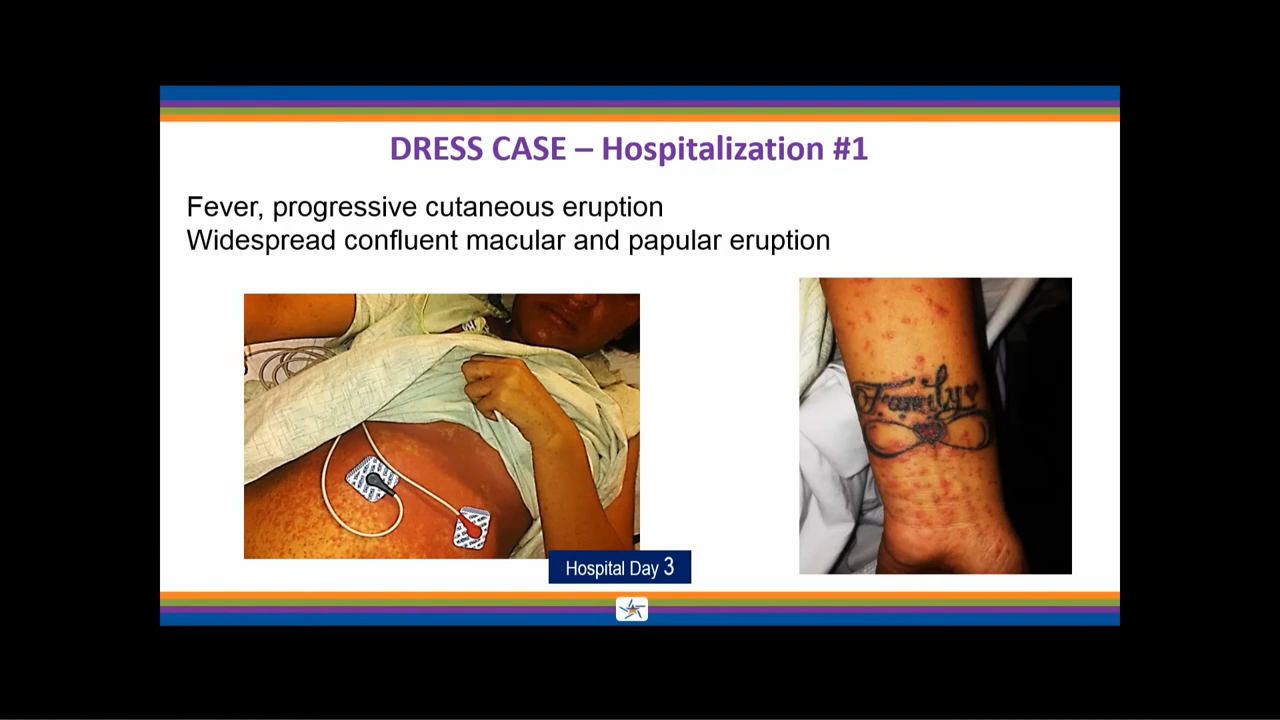 DRESS CASE – Hospitalization #1
Fever, progressive cutaneous eruption
Widespread confluent macular and papular eruption
Family
Hospital Day 3